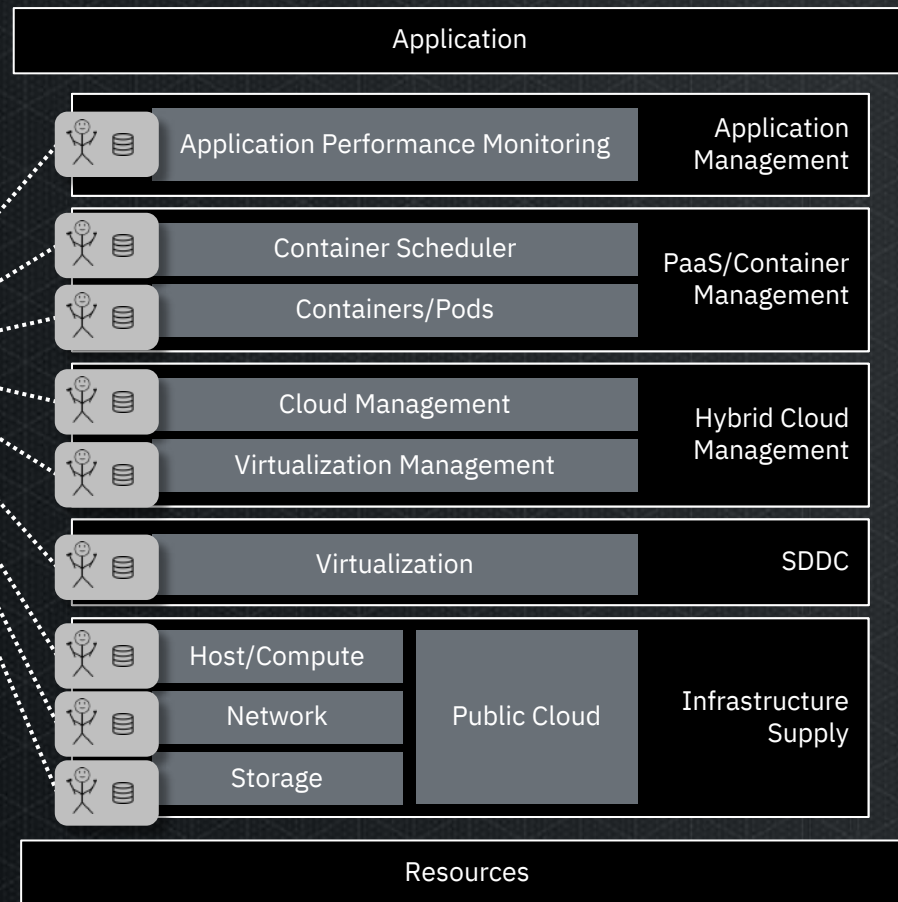 Application
Application Performance Monitoring
Application
Management
Container Scheduler
Containers/Pods
PaaS/Container
Management
Cloud Management
Virtualization Management
Hybrid Cloud
Management
Virtualization
SDDC
Host/Compute
Network
Storage
Public Cloud
Infrastructure
Supply
Resources